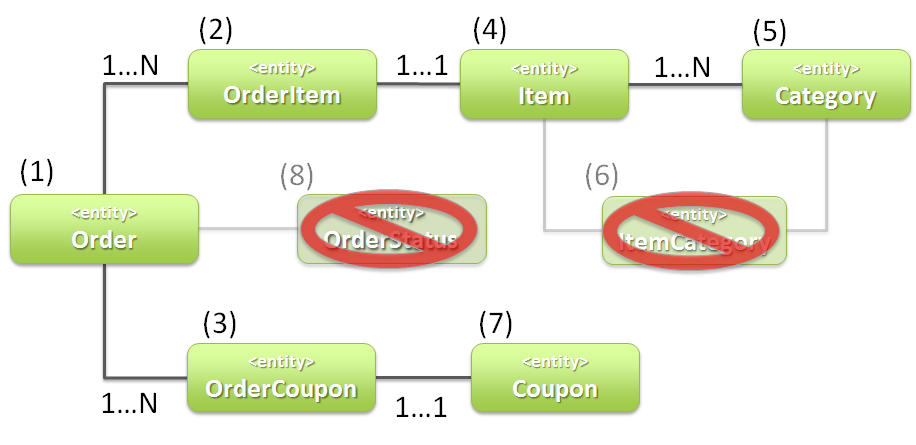 (2)
(4)
(5)
1...N
<entity>
OrderItem
1...1
<entity>
Item
1...N
<entity>
Category
(1)
(8)
(6)
<entity>
Order
<entity>
OrderStatus
<entity>
ItemCategory
(3)
(7)
<entity>
OrderCoupon
<entity>
Coupon
1...N
1...1